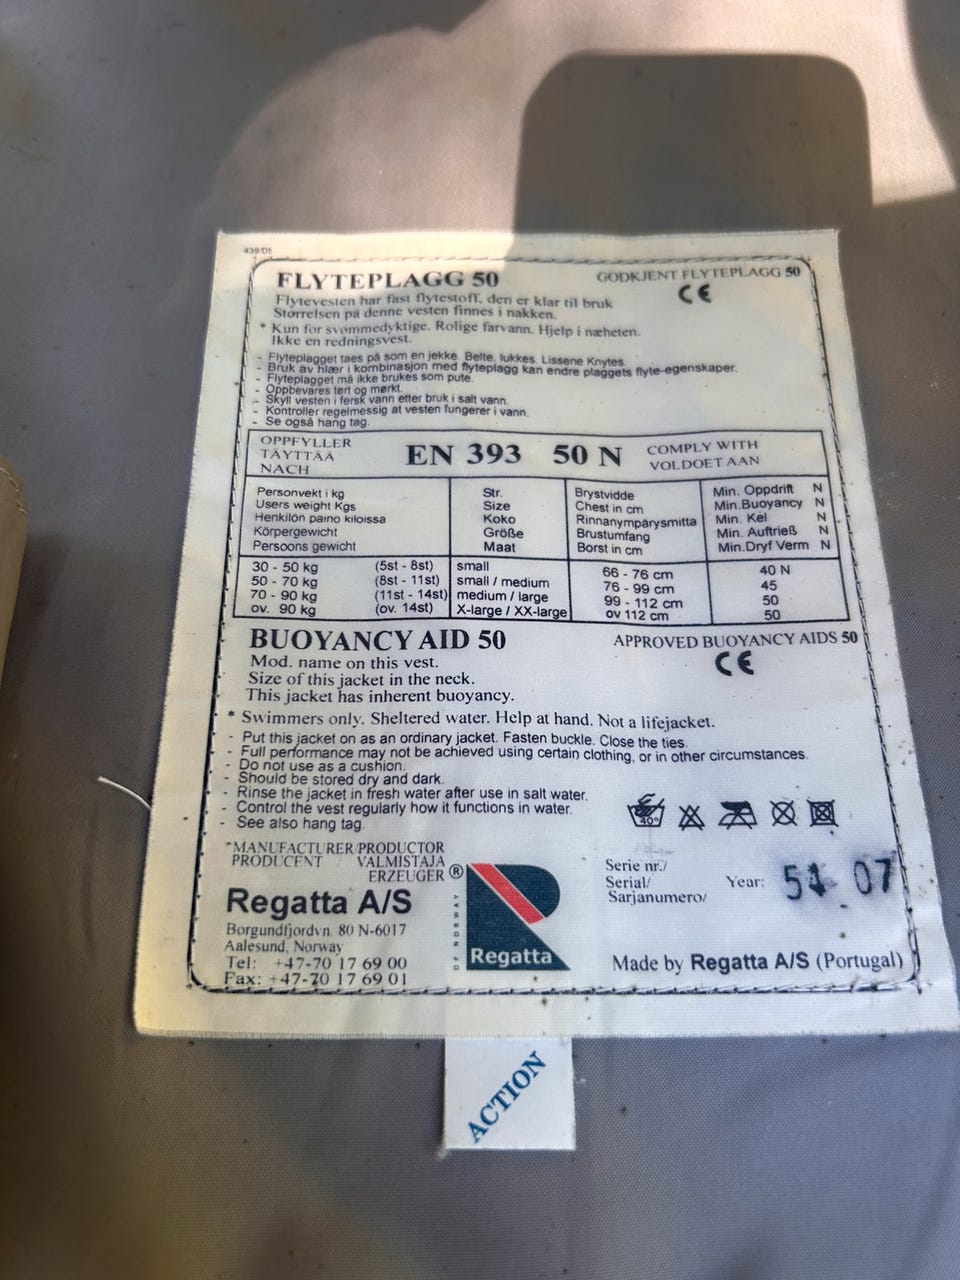 439/05
FLYTEPLAGG 50 GODKJENT FLYTEPLAGG 50
CE
Flytevesten har fast flytestoff, den er klar til bruk
Størrelsen på denne vesten finnes i nakken.
* Kun for svømmedyktige. Rolige farvann. Hjelp i nærheten.
Ikke en redningsvest.
- Flyteplagget taes på som en jekke. Belte, lukkes. Lissene Knytes
- Bruk av hlær i kombinasjon med flyteplagg kan endre plaggets flyte-egenskaper.
- Flyteplagget må ikke brukes som pute.
- Oppbevares tørt og mørkt.
- Skyll vesten i fersk vann etter bruk i salt vann.
- Kontroller regelmessig at vesten fungerer i vann.
- Se også hang tag.
OPPFYLLER
TÄYTTÄÄ
NACH
EN 393 50 N
COMPLY WITH
VOLDOET AAN
Personvekt i kg Str. Brystvidde Min. Oppdrift N
Users weight Kgs Size Chest in cm Min.Buoyancy N
Henkilön paino kiloissa Koko Rinnanympärysmitta Min. Kel N
Körpergewicht Größe Brustumfang Min. Auftrieß N
Persoons gewicht Maat Borst in cm Min.Dryf Verm N
30 - 50 kg (5st - 8st) small 66 - 76 cm 40 N
50 - 70 kg (8st - 11st) small / medium 76 - 99 cm 45
70 - 90 kg (11st - 14st) medium / large 99 - 112 cm 50
ov. 90 kg (ov. 14st) X-large / XX-large ov 112 cm 50
BUOYANCY AID 50 APPROVED BUOYANCY AIDS 50
CE
Mod. name on this vest.
Size of this jacket in the neck.
This jacket has inherent buoyancy.
* Swimmers only. Sheltered water. Help at hand. Not a lifejacket.
- Put this jacket on as an ordinary jacket. Fasten buckle. Close the ties.
- Full performance may not be achieved using certain clothing, or in other circumstances.
- Do not use as a cushion.
- Should be stored dry and dark.
- Rinse the jacket in fresh water after use in salt water.
- Control the vest regularly how it functions in water.
- See also hang tag.
40°
*MANUFACTURER/PRODUCTOR
PRODUCENT VALMISTAJA
ERZEUGER
Regatta A/S
Borgundfjordvn. 80 N-6017
Aalesund, Norway
Tel: +47-70 17 69 00
Fax: +47-70 17 69 01
®
OF NORWAY
Regatta
Serie nr./
Serial/
Sarjanumero/
Year: 07
Made by Regatta A/S (Portugal)
ACTION